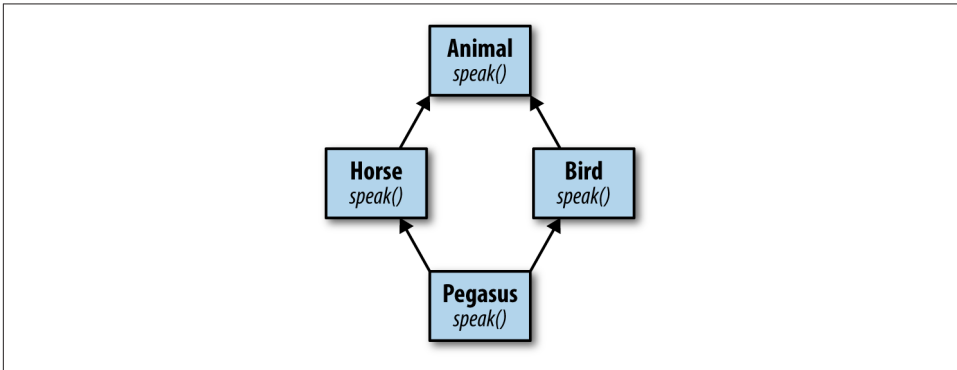 Animal
speak()
Horse
speak()
Bird
speak()
Pegasus
speak()